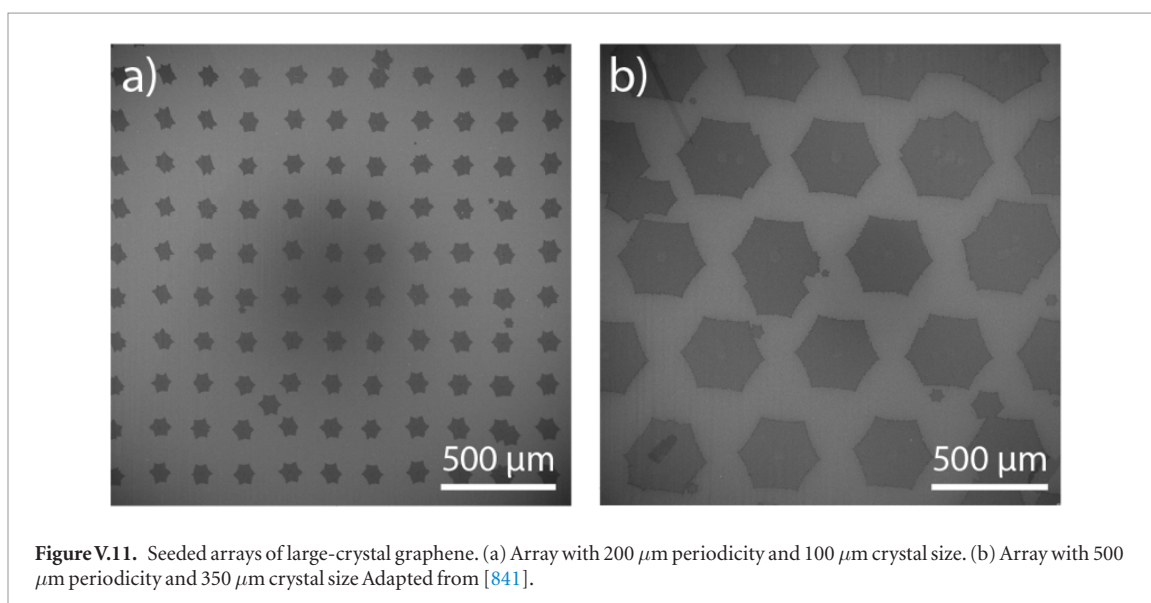 a)
b)
500 µm
500 µm
Figure V.11. Seeded arrays of large-crystal graphene. (a) Array with 200 μm periodicity and 100 μm crystal size. (b) Array with 500
μm periodicity and 350 μm crystal size Adapted from [841].